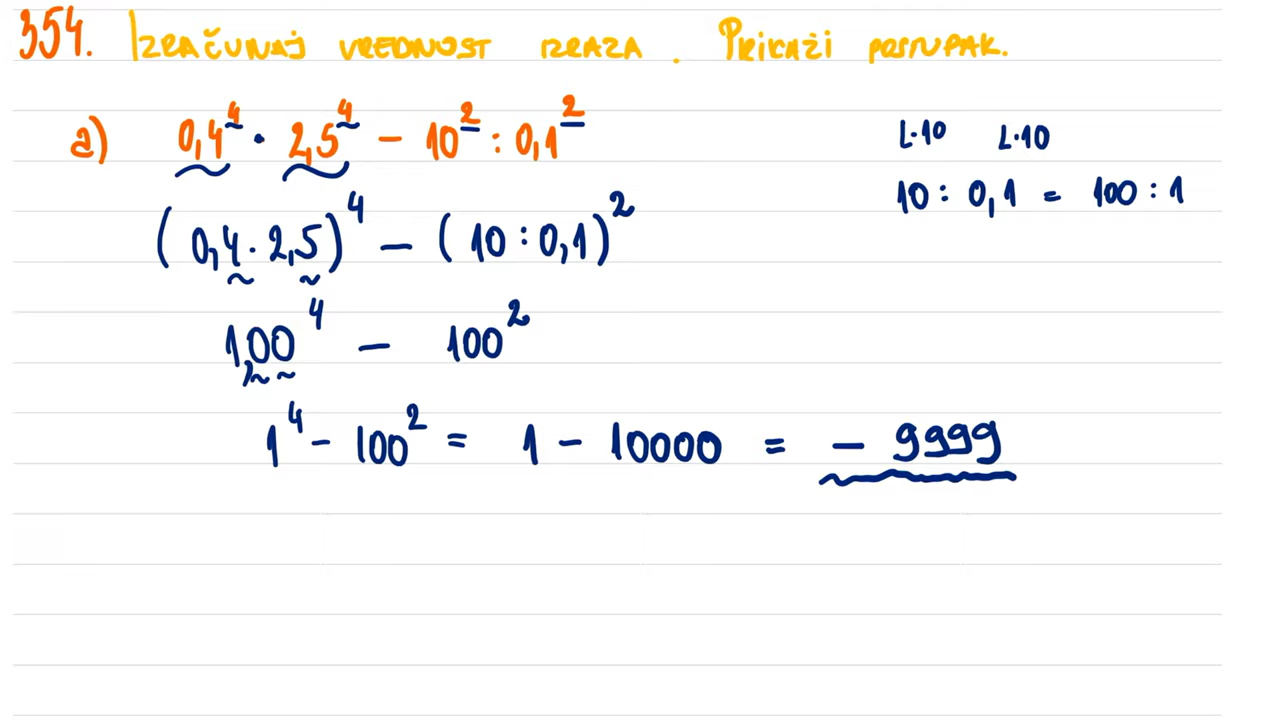 354. Izračunaj vrednost izraza. Prikaži postupak.
a) 0,4⁴ · 2,5⁴ – 10² : 0,1²
(0,4 · 2,5)⁴ – (10 : 0,1)²
1,00⁴ – 100²
1⁴ – 100² = 1 – 10000 = – 9999
L·10 L·10
10 : 0,1 = 100 : 1